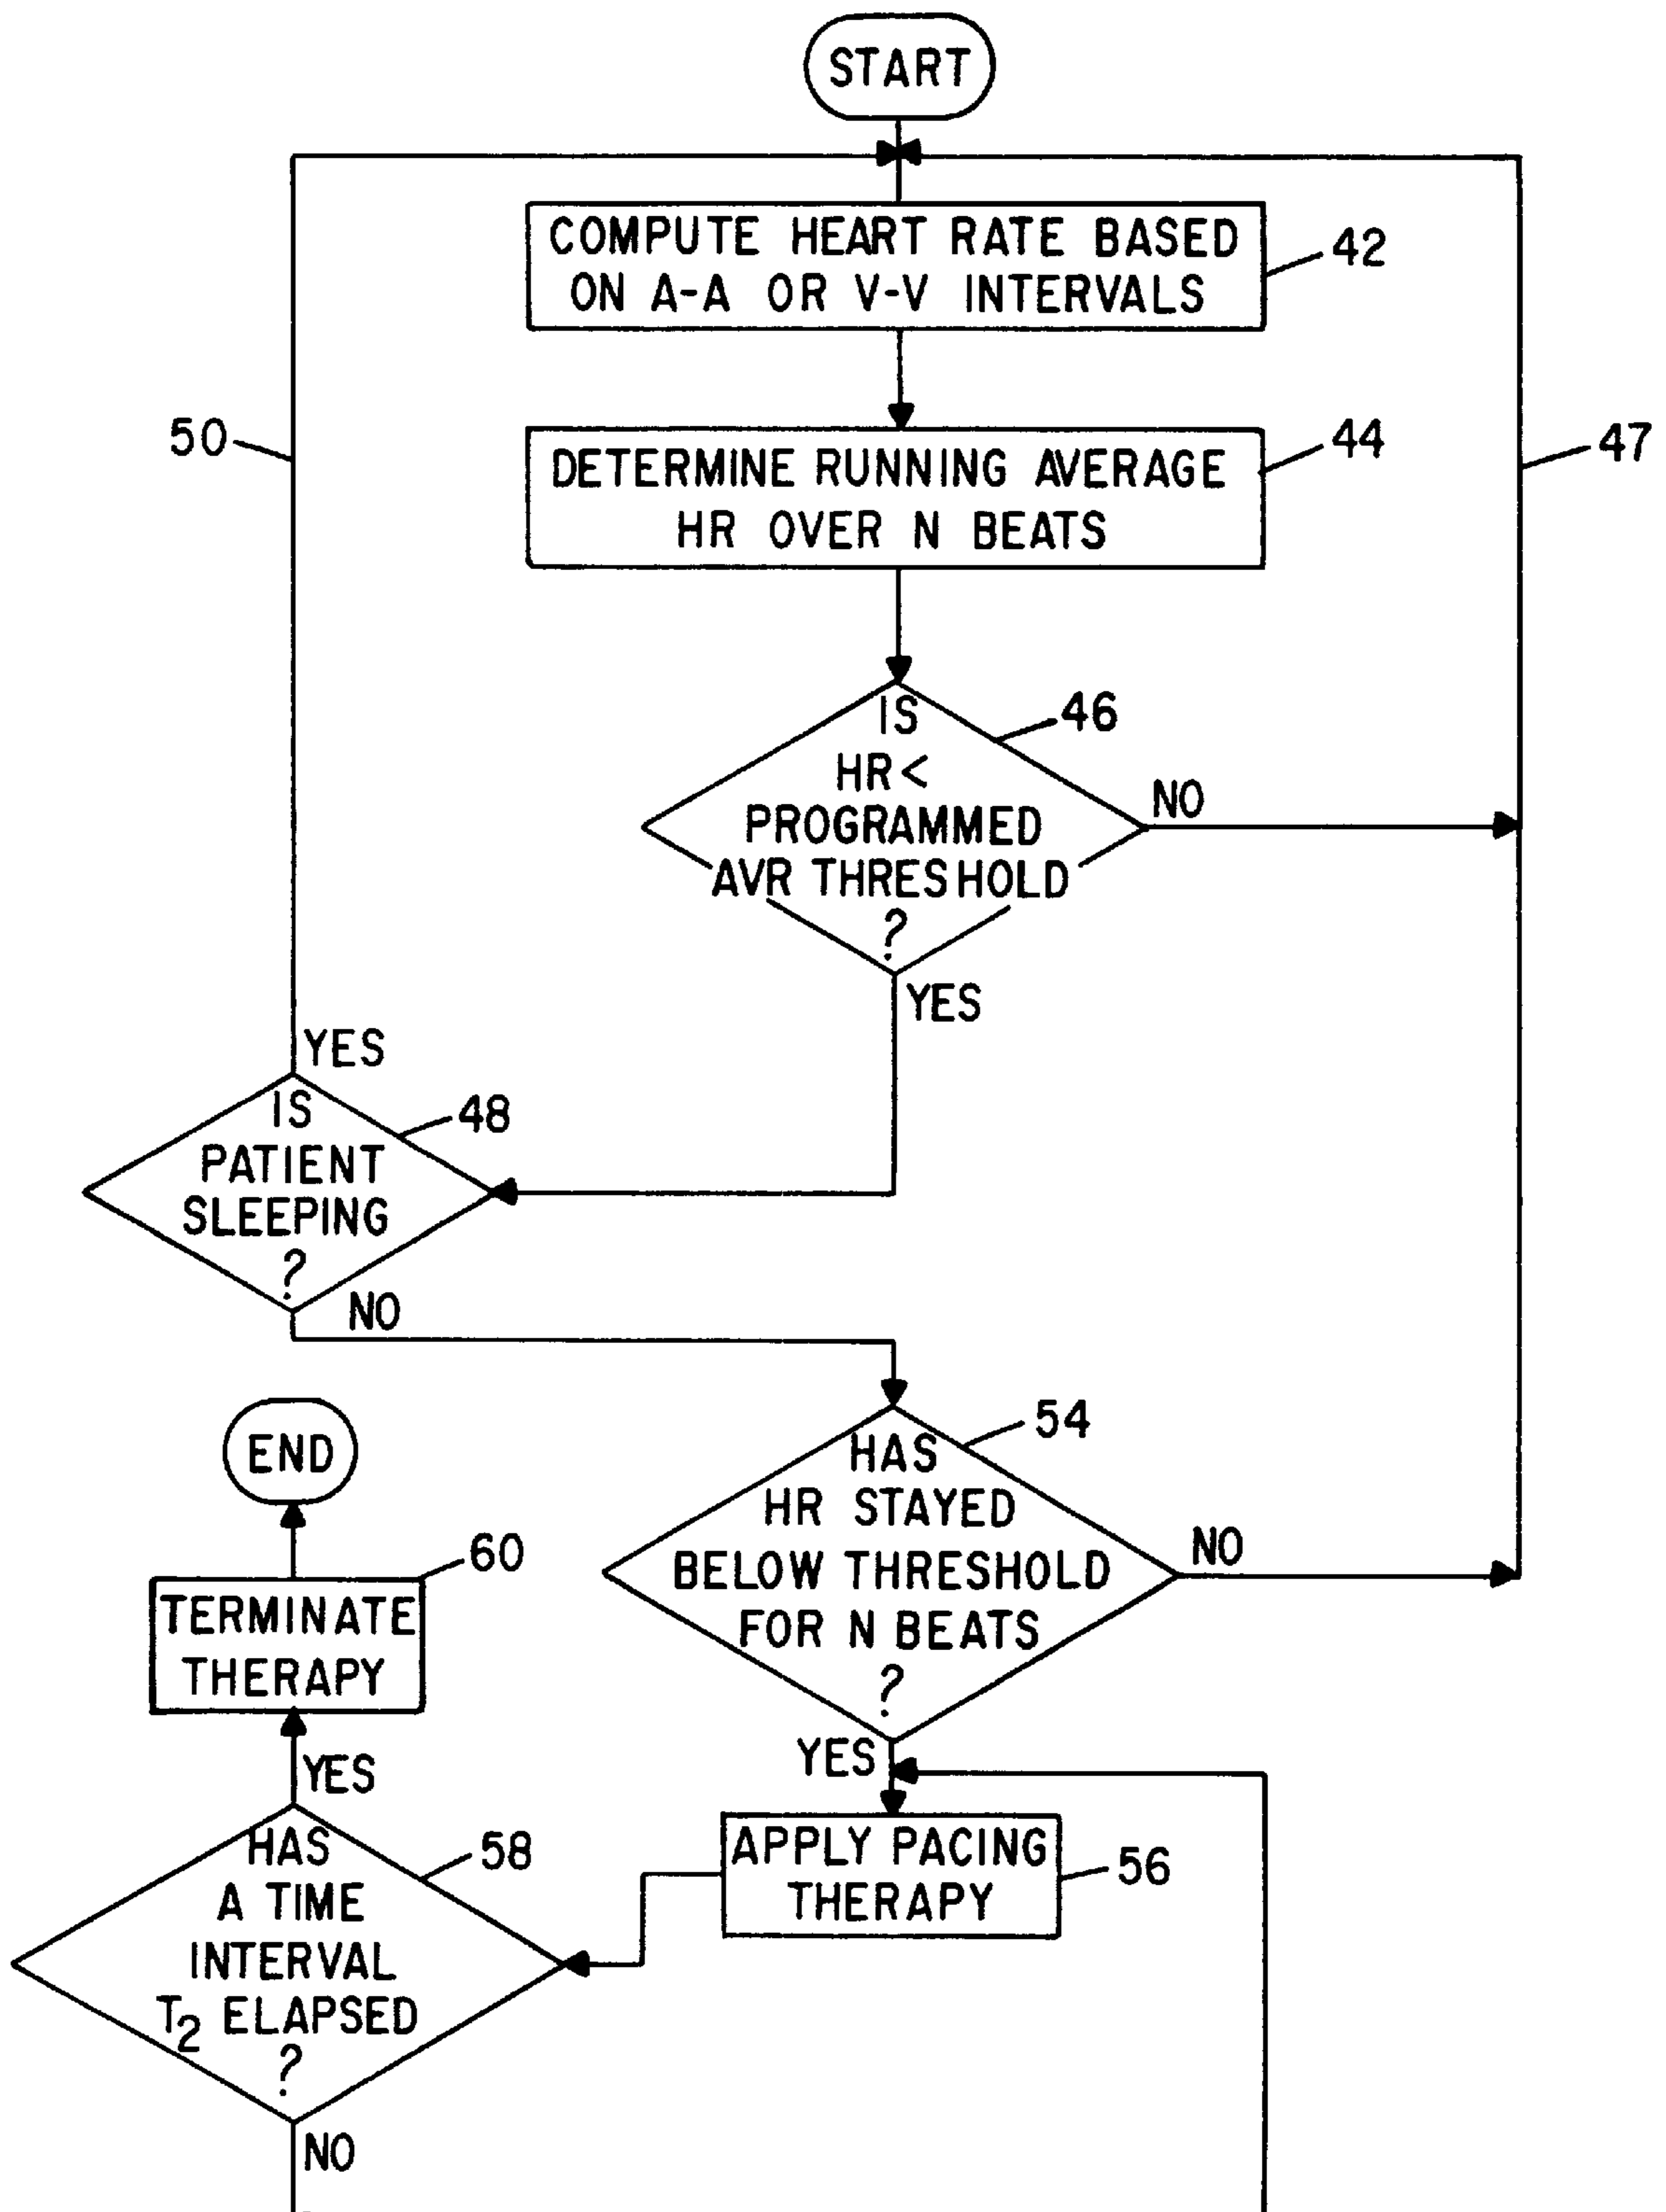 START
COMPUTE HEART RATE BASED
ON A-A OR V-V INTERVALS
42
50
DETERMINE RUNNING AVERAGE
HR OVER N BEATS
44
47
IS
HR <
PROGRAMMED
AVR THRESHOLD
?
46
NO
YES
YES
IS
PATIENT
SLEEPING
?
48
NO
HAS
HR STAYED
BELOW THRESHOLD
FOR N BEATS
?
54
NO
YES
END
TERMINATE
THERAPY
60
YES
APPLY PACING
THERAPY
56
HAS
A TIME
INTERVAL
T2 ELAPSED
?
58
NO